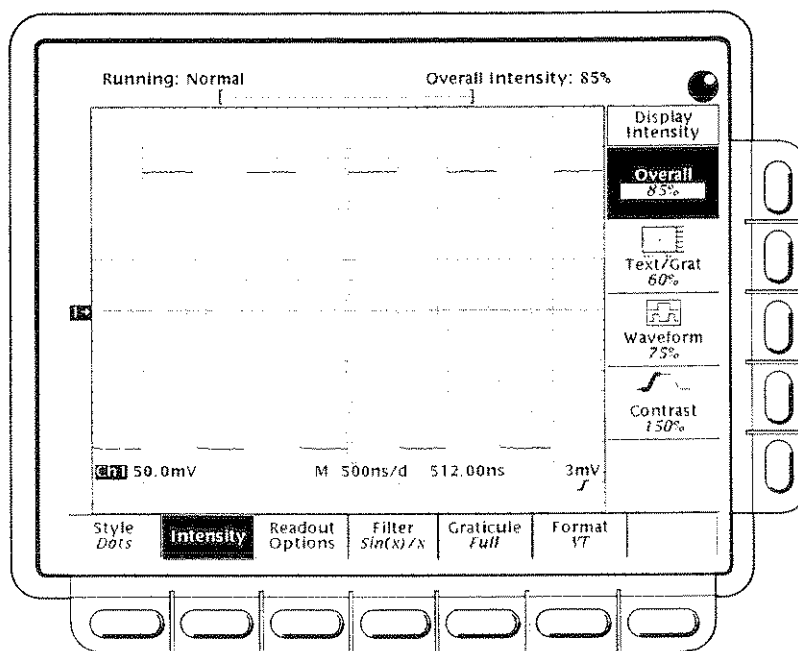 Running: Normal
Overall Intensity: 85%
Display
Intensity
Overall
85%
Text/Grat
60%
Waveform
75%
Contrast
150%
1
Ch1 50.0mV M 500ns/d 512.00ns 3mV
Style
Dots
Intensity
Readout
Options
Filter
Sin(x)/x
Graticule
Full
Format
YT